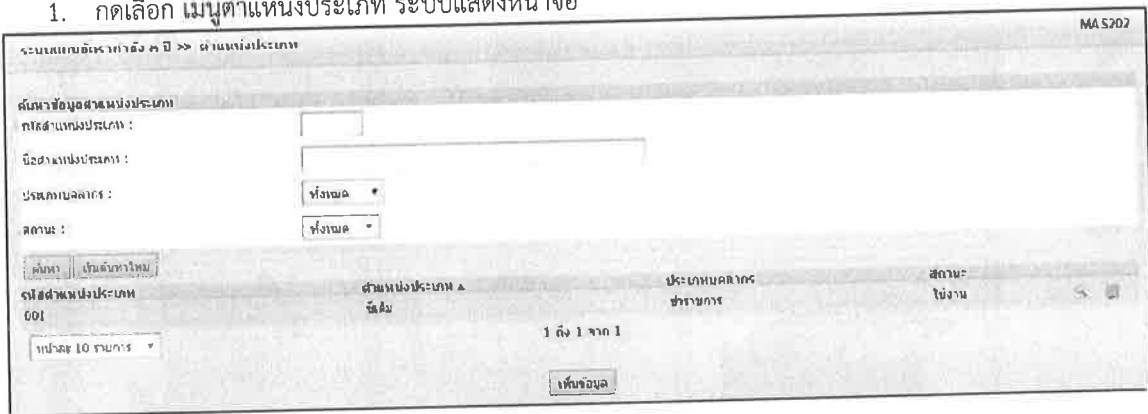 1. กดเลือก เมนูตำแหน่งประเภท ระบบแสดงหน้าจอ
MAS202
ระบบแผนอัตรากำลัง ๓ ปี >> ตำแหน่งประเภท
ค้นหาข้อมูลตำแหน่งประเภท
รหัสตำแหน่งประเภท :
ชื่อตำแหน่งประเภท :
ประเภทบุคลากร :
ทั้งหมด
สถานะ :
ทั้งหมด
ค้นหา เริ่มค้นหาใหม่
รหัสตำแหน่งประเภท ตำแหน่งประเภท ▲ ประเภทบุคลากร สถานะ
001 ข้าราชการ ใช้งาน
1 ถึง 1 จาก 1
หน้าละ 10 รายการ
เพิ่มข้อมูล